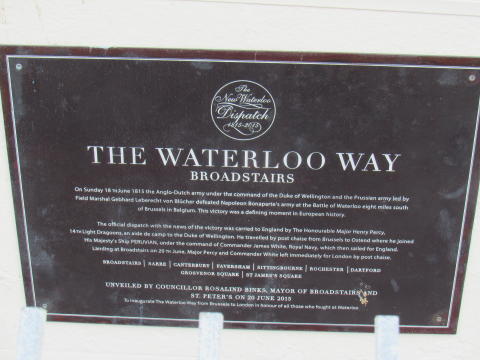 The
New Waterloo
Dispatch
1815-2015
THE WATERLOO WAY
BROADSTAIRS
On Sunday 18 TH June 1815 the Anglo-Dutch army under the command of the Duke of Wellington and the Prussian army led by
Field Marshal Gebhard Leberecht von Blücher defeated Napoleon Bonaparte's army at the Battle of Waterloo eight miles south
of Brussels in Belgium. This victory was a defining moment in European history.
The official dispatch with the news of the victory was carried to England by The Honourable Major Henry Percy,
14 TH Light Dragoons, an aide de camp to the Duke of Wellington. He travelled by post chaise from Brussels to Ostend where he joined
His Majesty's Ship PERUVIAN, under the command of Commander James White, Royal Navy, which then sailed for England.
Landing at Broadstairs on 20 TH June, Major Percy and Commander White left immediately for London by post chaise.
BROADSTAIRS | SARRE | CANTERBURY | FAVERSHAM | SITTINGBOURNE | ROCHESTER | DARTFORD
GROSVENOR SQUARE | ST JAMES'S SQUARE
UNVEILED BY COUNCILLOR ROSALIND BINKS, MAYOR OF BROADSTAIRS AND
ST. PETER'S ON 20 JUNE 2015
To inaugurate The Waterloo Way from Brussels to London in honour of all those who fought at Waterloo